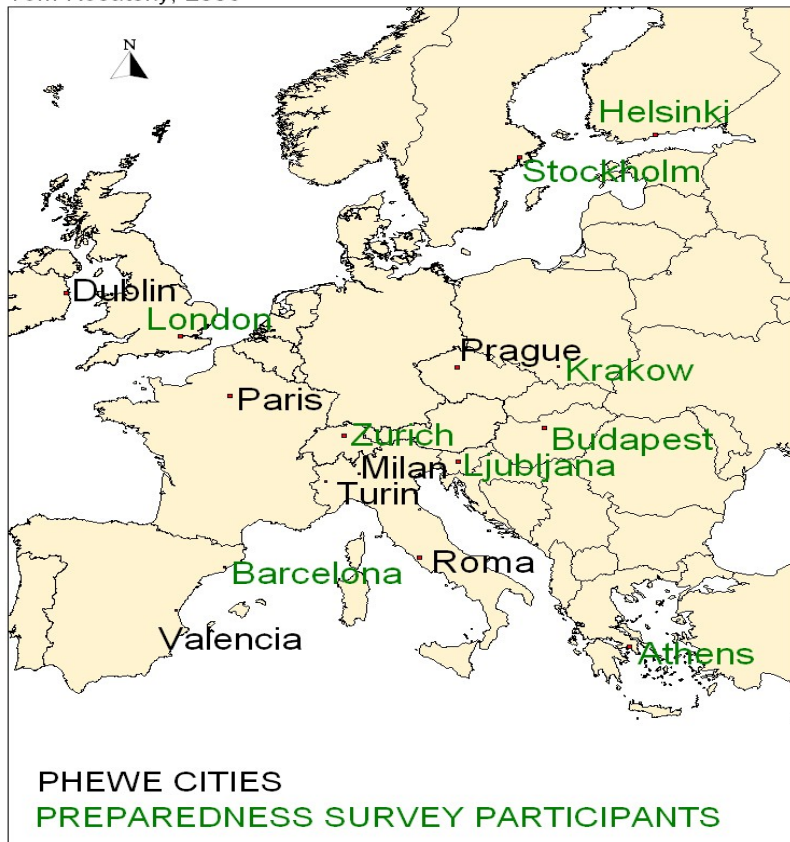 N
Helsinki
Stockholm
Dublin
London
Prague
Krakow
Paris
Zurich
Budapest
Milan
Ljubljana
Turin
Roma
Barcelona
Valencia
Athens
PHEWE CITIES
PREPAREDNESS SURVEY PARTICIPANTS